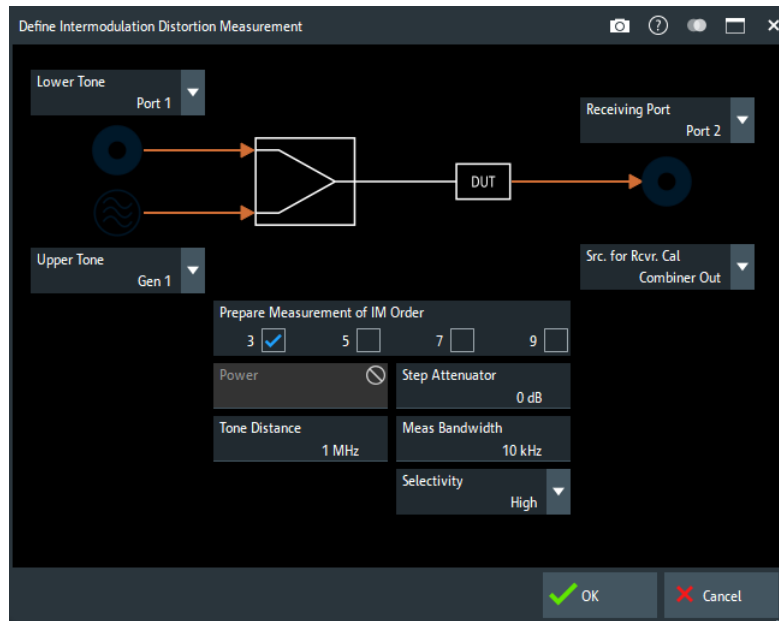 Define Intermodulation Distortion Measurement
Lower Tone
Port 1
Receiving Port
Port 2
DUT
Upper Tone
Gen 1
Src. for Rcvr. Cal
Combiner Out
Prepare Measurement of IM Order
3 5 7 9
Power
Step Attenuator
0 dB
Tone Distance
1 MHz
Meas Bandwidth
10 kHz
Selectivity
High
OK
Cancel